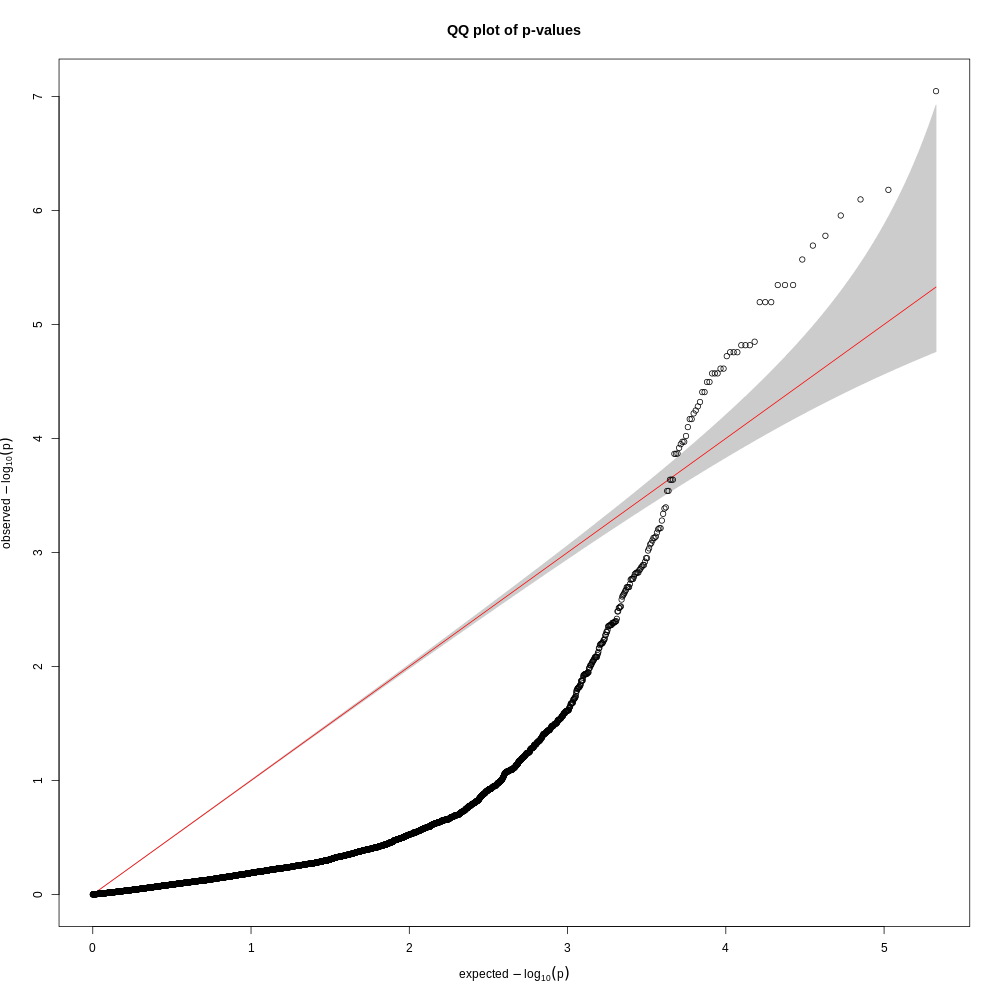 QQ plot of p-values
observed − log10(p)
7
6
5
4
3
2
1
0
0 1 2 3 4 5
expected − log10(p)